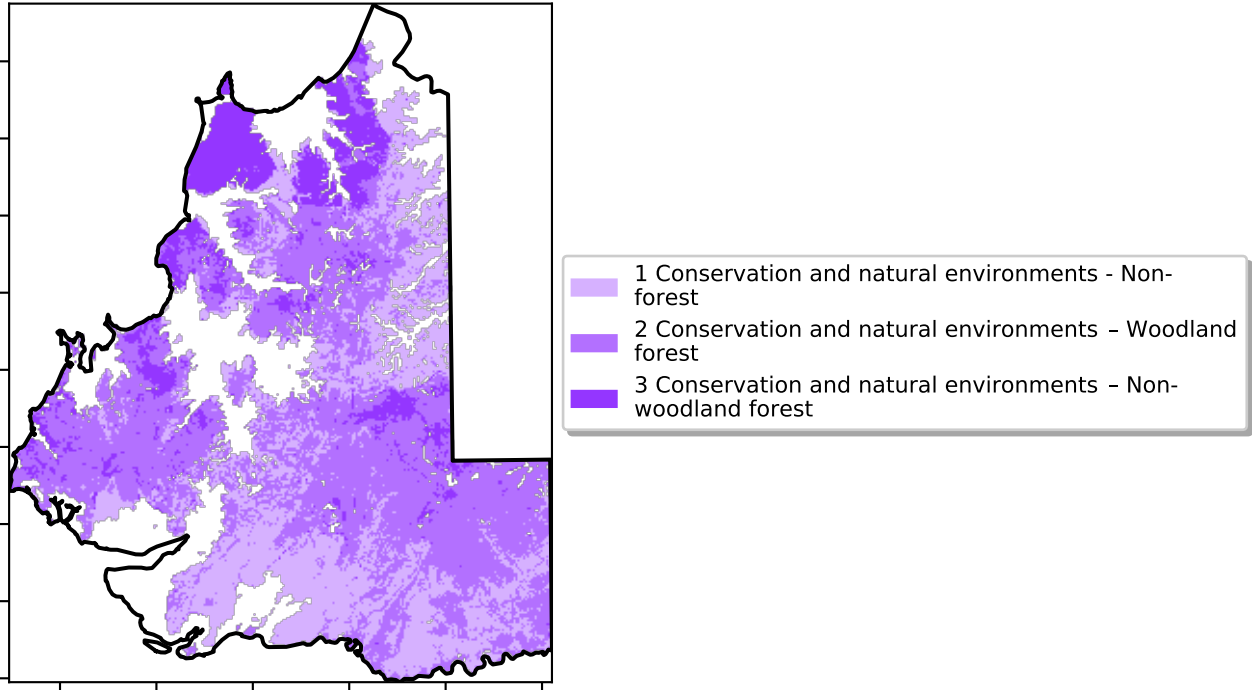 1 Conservation and natural environments - Non-
forest
2 Conservation and natural environments – Woodland
forest
3 Conservation and natural environments – Non-
woodland forest